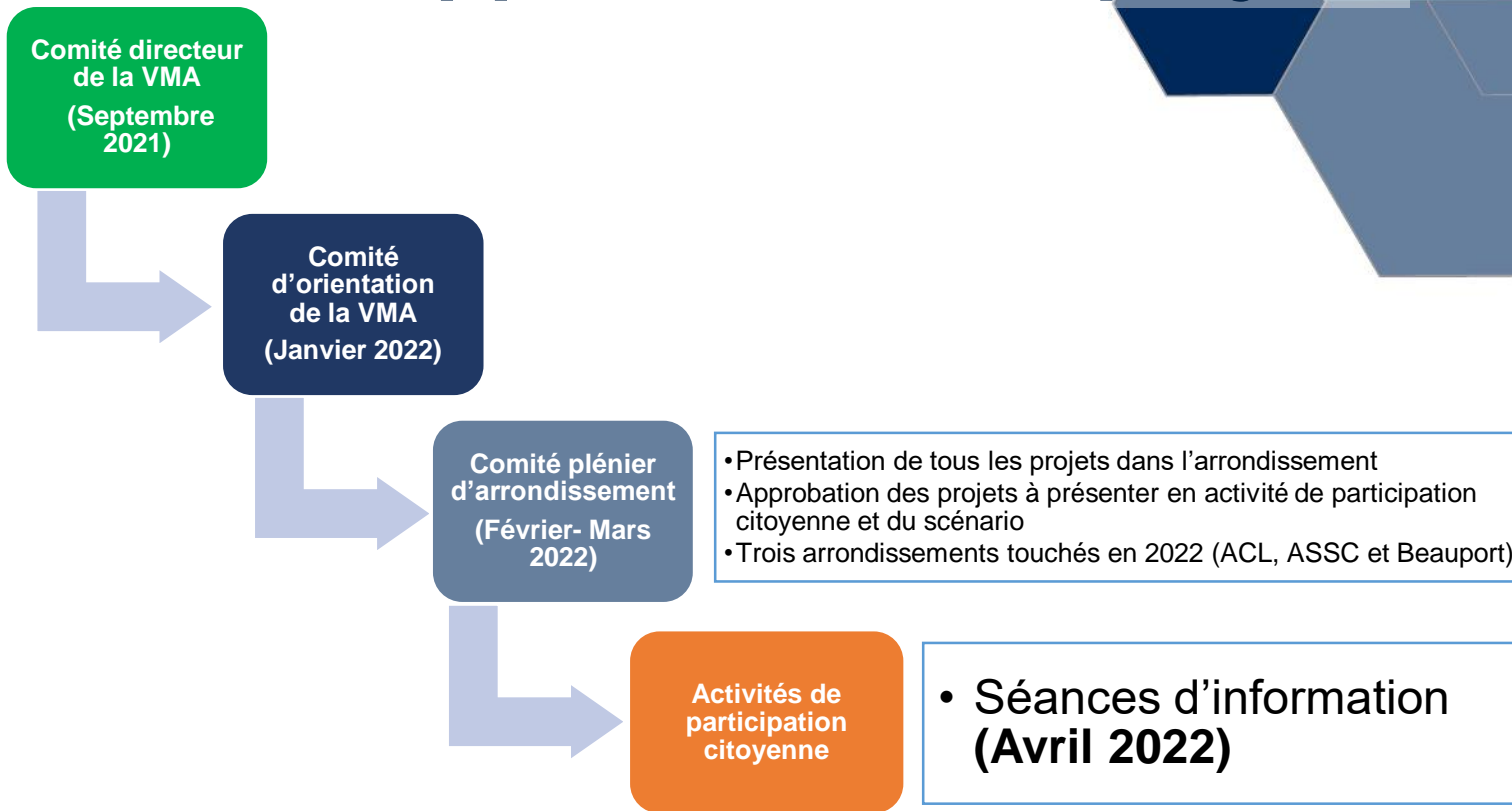 Comité directeur
de la VMA
(Septembre
2021)
Comité
d’orientation
de la VMA
(Janvier 2022)
Comité plénier
d’arrondissement
(Février- Mars
2022)
•Présentation de tous les projets dans l’arrondissement
•Approbation des projets à présenter en activité de participation
citoyenne et du scénario
•Trois arrondissements touchés en 2022 (ACL, ASSC et Beauport)
Activités de
participation
citoyenne
• Séances d’information
(Avril 2022)